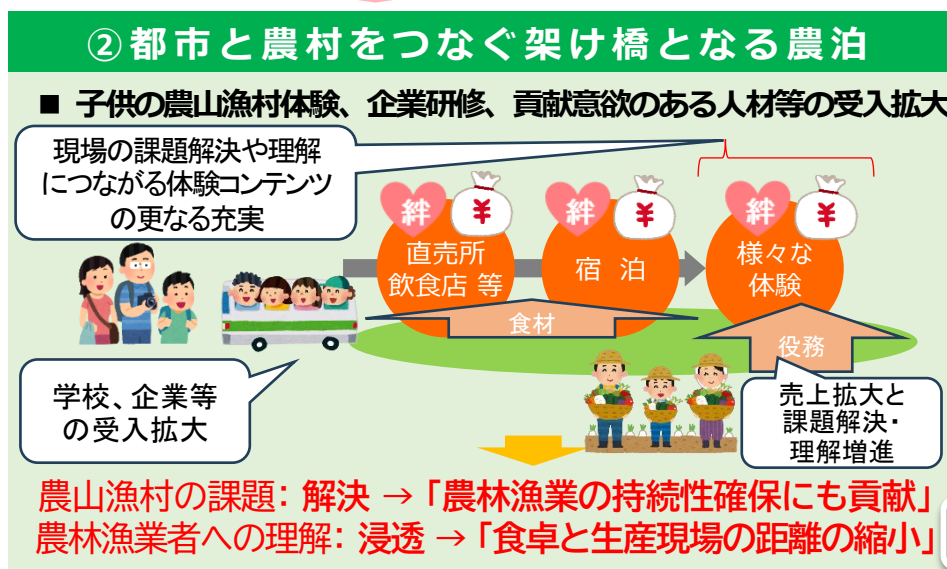 ②都市と農村をつなぐ架け橋となる農泊
■ 子供の農山漁村体験、企業研修、貢献意欲のある人材等の受入拡大
現場の課題解決や理解
につながる体験コンテンツ
の更なる充実
絆 ¥
絆 ¥
絆 ¥
直売所
飲食店 等
宿 泊
様々な
体験
食材
役務
学校、企業等
の受入拡大
売上拡大と
課題解決・
理解増進
農山漁村の課題: 解決 → 「農林漁業の持続性確保にも貢献」
農林漁業者への理解: 浸透 → 「食卓と生産現場の距離の縮小」